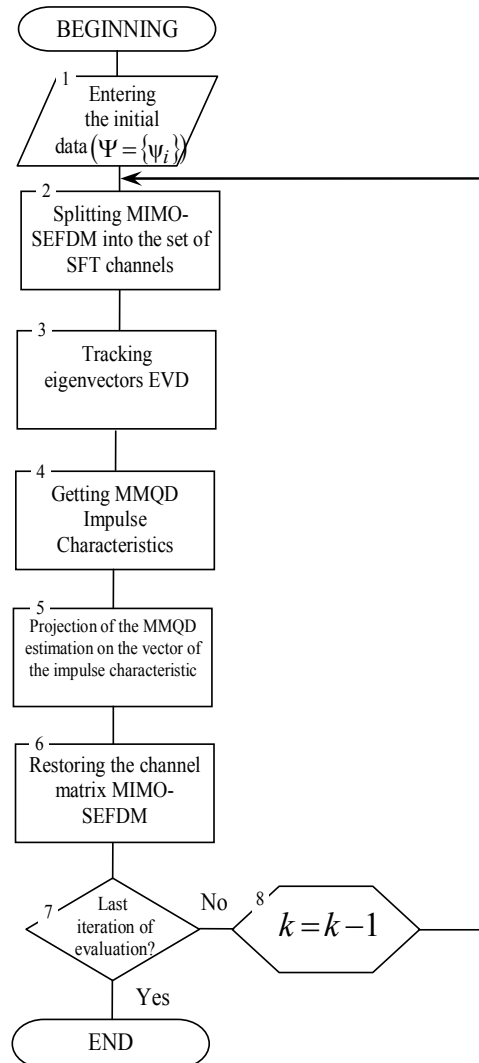 BEGINNING
1
Entering
the initial
data(Ψ={ψi})
2
Splitting MIMO-
SEFDM into the set of
SFT channels
3
Tracking
eigenvectors EVD
4
Getting MMQD
Impulse
Characteristics
5
Projection of the MMQD
estimation on the vector of
the impulse characteristic
6
Restoring the channel
matrix MIMO-
SEFDM
7
Last
iteration of
evaluation?
No
8
k = k − 1
Yes
END